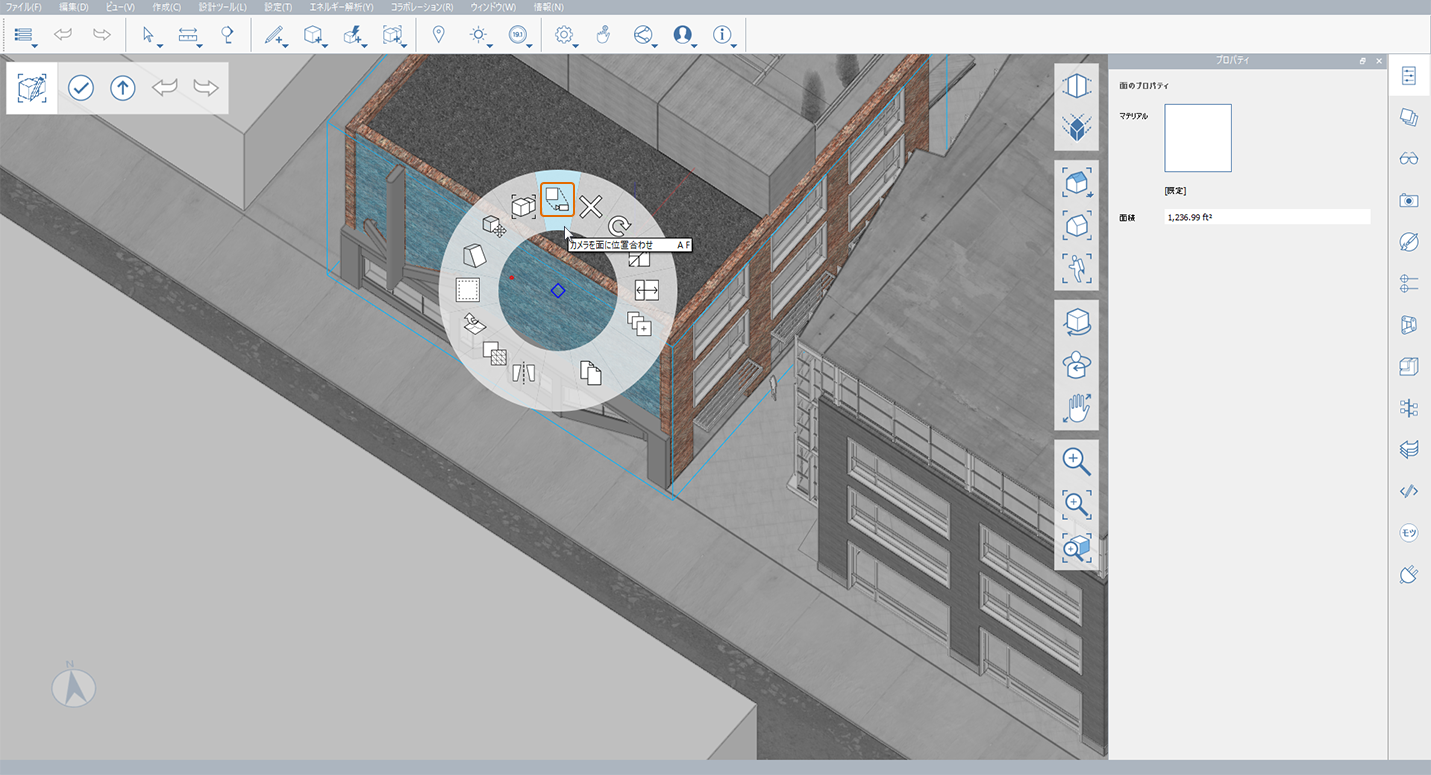 ファイル(F) 編集(D) ビュー(V) 作成(C) 設計ツール(L) 設定(T) エネルギー解析(Y) コラボレーション(R) ウィンドウ(W) 情報(N)
19.1
プロパティ
面のプロパティ
マテリアル
[既定]
面積 1,236.99 ft²
カメラを面に位置合わせ AF
モツ
N